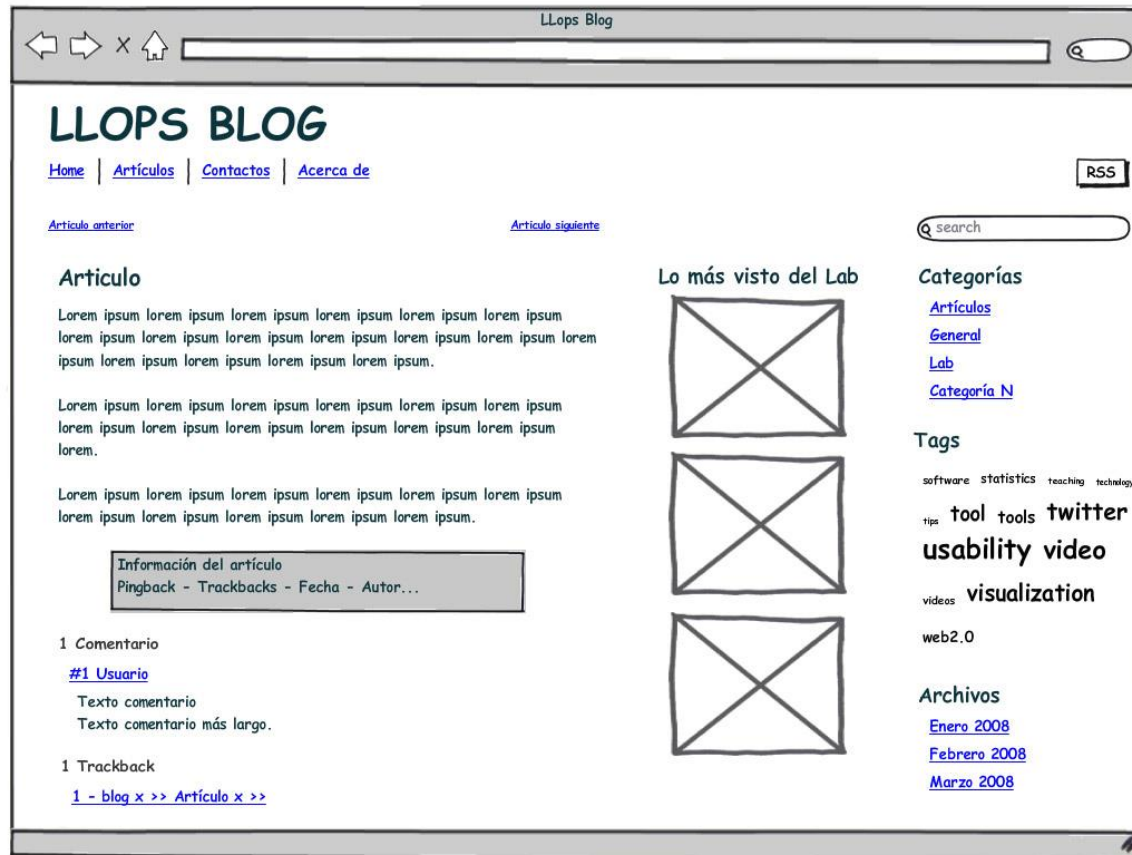 LLops Blog
LLOPS BLOG
Home
Artículos
Contactos
Acerca de
RSS
Articulo anterior
Articulo siguiente
search
Articulo
Lorem ipsum lorem ipsum lorem ipsum lorem ipsum lorem ipsum lorem ipsum
lorem ipsum lorem ipsum lorem ipsum lorem ipsum lorem ipsum lorem ipsum lorem
ipsum lorem ipsum lorem ipsum lorem ipsum lorem ipsum.
Lorem ipsum lorem ipsum lorem ipsum lorem ipsum lorem ipsum lorem ipsum
lorem ipsum lorem ipsum lorem ipsum lorem ipsum lorem ipsum lorem ipsum
lorem.
Lorem ipsum lorem ipsum lorem ipsum lorem ipsum lorem ipsum lorem ipsum
lorem ipsum lorem ipsum lorem ipsum lorem ipsum lorem ipsum.
Información del artículo
Pingback - Trackbacks - Fecha - Autor...
1 Comentario
#1 Usuario
Texto comentario
Texto comentario más largo.
1 Trackback
1 - blog x >> Artículo x >>
Lo más visto del Lab
Categorías
Artículos
General
Lab
Categoría N
Tags
software statistics teaching technology
tips tool tools twitter
usability video
videos visualization
web2.0
Archivos
Enero 2008
Febrero 2008
Marzo 2008